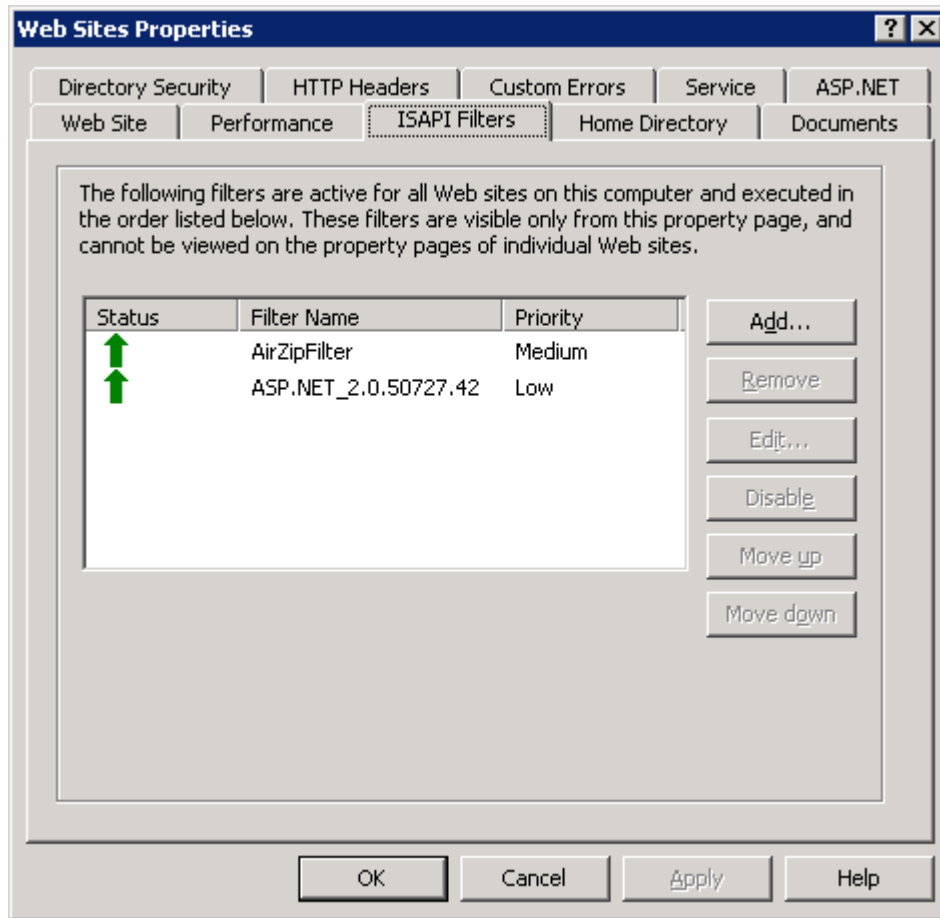 Web Sites Properties
Directory Security HTTP Headers Custom Errors Service ASP.NET
Web Site Performance ISAPI Filters Home Directory Documents
The following filters are active for all Web sites on this computer and executed in
the order listed below. These filters are visible only from this property page, and
cannot be viewed on the property pages of individual Web sites.
Status Filter Name Priority
AirZipFilter Medium
ASP.NET_2.0.50727.42 Low
Add...
Remove
Edit...
Disable
Move up
Move down
OK Cancel Apply Help